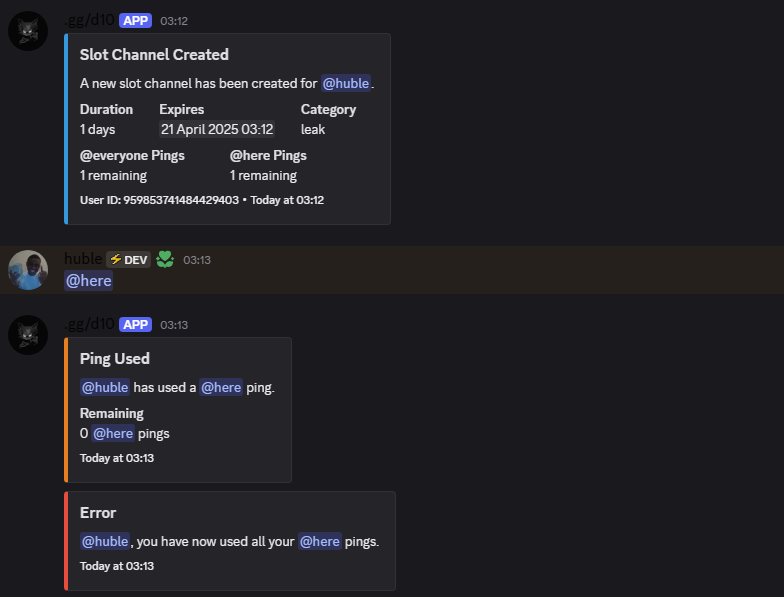 .gg/d10 APP 03:12
Slot Channel Created
A new slot channel has been created for @huble.
Duration Expires Category
1 days 21 April 2025 03:12 leak
@everyone Pings @here Pings
1 remaining 1 remaining
User ID: 959853741484429403 • Today at 03:12
huble ⚡DEV 03:13
@here
.gg/d10 APP 03:13
Ping Used
@huble has used a @here ping.
Remaining
0 @here pings
Today at 03:13
Error
@huble, you have now used all your @here pings.
Today at 03:13